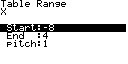 Table Range
X
Start:-8
End  :4
pitch:1